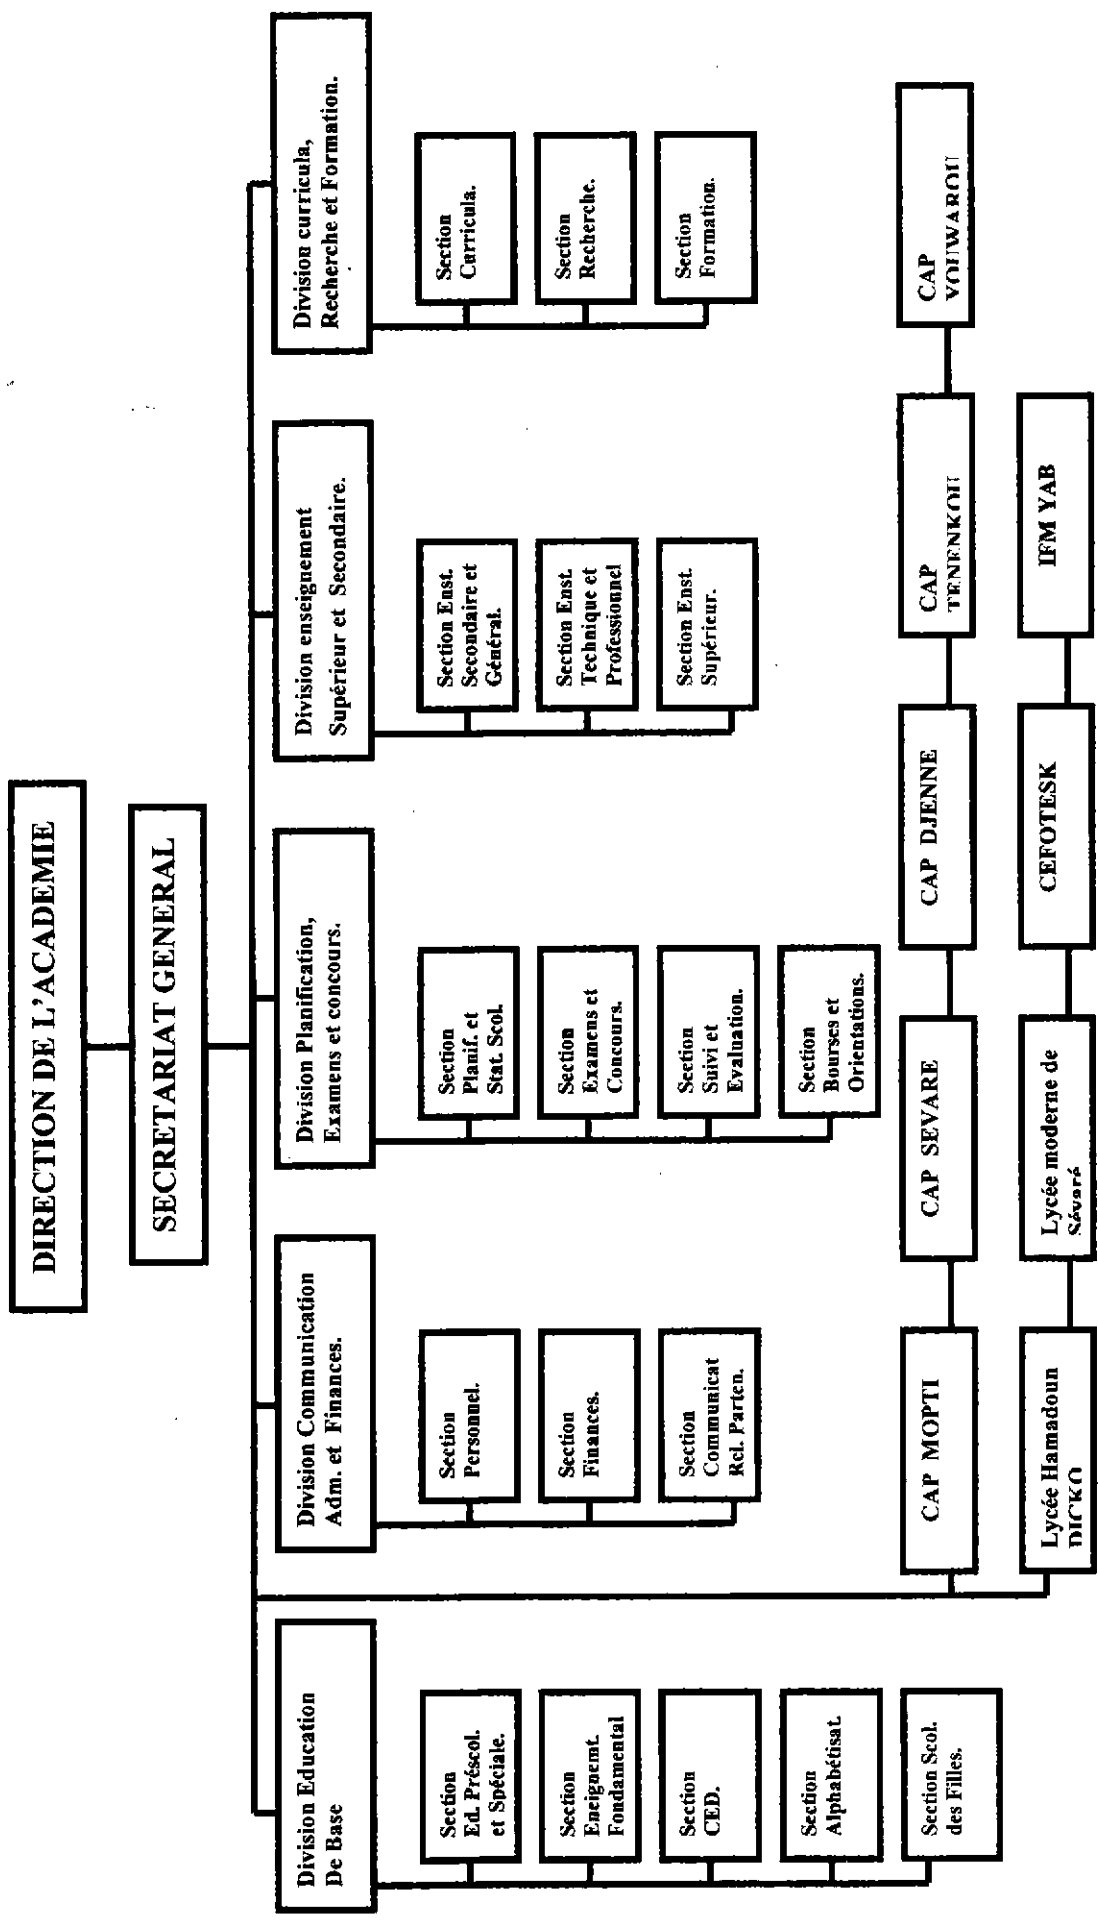 DIRECTION DE L'ACADEMIE
SECRETARIAT GENERAL
Division Education
De Base
Section
Ed. Préscol.
et Spéciale.
Section
Eneignemt.
Fondamental
Section
CED.
Section
Alphabétisat.
Section Scol.
des Filles.
Division Communication
Adm. et Finances.
Section
Personnel.
Section
Finances.
Section
Communicat
Rel. Parten.
Division Planification,
Examens et concours.
Section
Planif. et
Stat. Scol.
Section
Examens et
Concours.
Section
Suivi et
Evaluation.
Section
Bourses et
Orientations.
Division enseignement
Supérieur et Secondaire.
Section Enst.
Secondaire et
Général.
Section Enst.
Technique et
Professionnel
Section Enst.
Supérieur.
Division curricula,
Recherche et Formation.
Section
Curricula.
Section
Recherche.
Section
Formation.
CAP MOPTI
CAP SEVARE
CAP DJENNE
CAP
TENENKOU
CAP
YOUWAROU
Lycée Hamadoun
DICKO
Lycée moderne de
Sévaré
CEFOTESK
IFM YAB